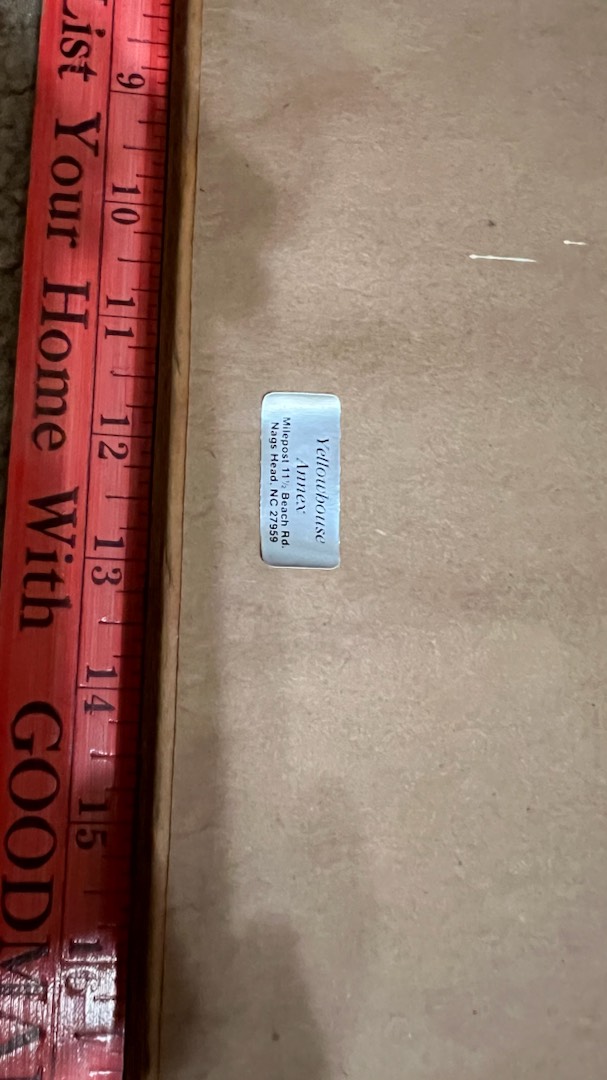 List Your Home With GOODMA
9
10
11
12
13
14
15
16
Yellowhouse
Annex
Milepost 11½ Beach Rd.
Nags Head, NC 27959